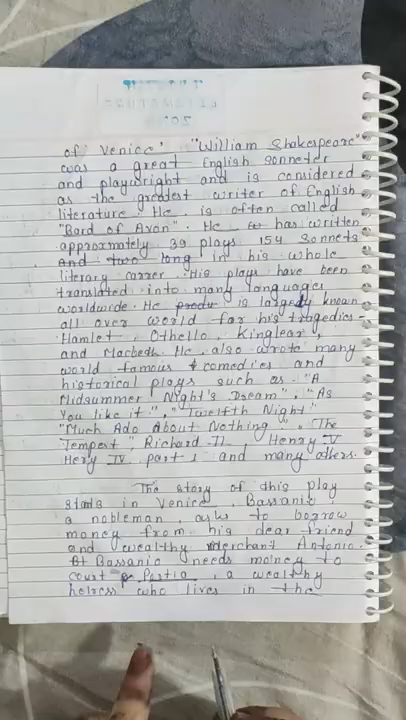 of Venice' "William Shakespeare"
was a great English sonneter
and playwright and is considered
as the greatest writer of English
literature. He is often called
"Bard of Avon". He has written
approxmately 39 plays 154 Sonnets
and two long in his whole
literary carrer. His plays have been
translated into many languages
worldwide. He is largely known
all over world for his tragedies-
Hamlet, Othello, Kinglear,
and Macbeth. He also wrote many
world famous comedies and
historical plays such as "A
Midsummer Night's Dream", "As
You like it", "Twelfth Night"
"Much Ado About Nothing", "The
Tempest", Richard II, Henry V
Hery IV part 1 and many others.
The story of this play
starts in Venice. Bassanio,
a nobleman, asks to borrow
money from his dear friend
and wealthy merchant Antonio.
Bt Bassanio needs money to
court Portia, a wealthy
heiress who lives in the